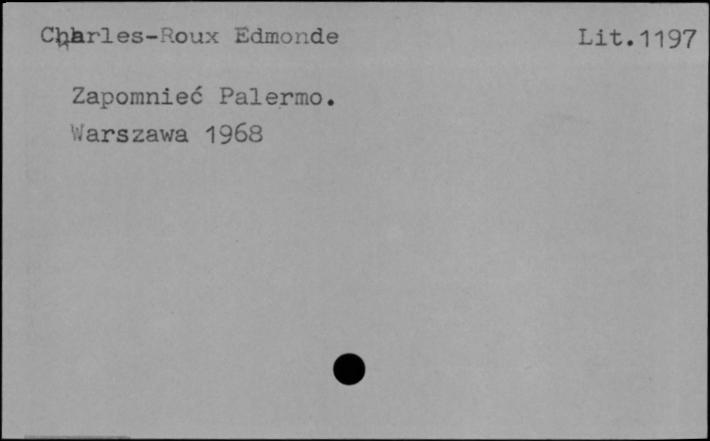 Charles-Roux Edmonde Lit.1197
Zapomnieć Palermo.
Warszawa 1968